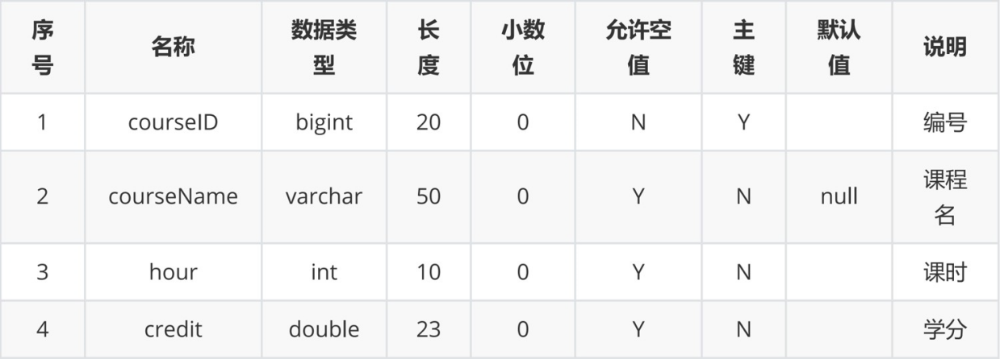 序号 名称 数据类型 长度 小数位 允许空值 主键 默认值 说明
1 courseID bigint 20 0 N Y 编号
2 courseName varchar 50 0 Y N null 课程名
3 hour int 10 0 Y N 课时
4 credit double 23 0 Y N 学分